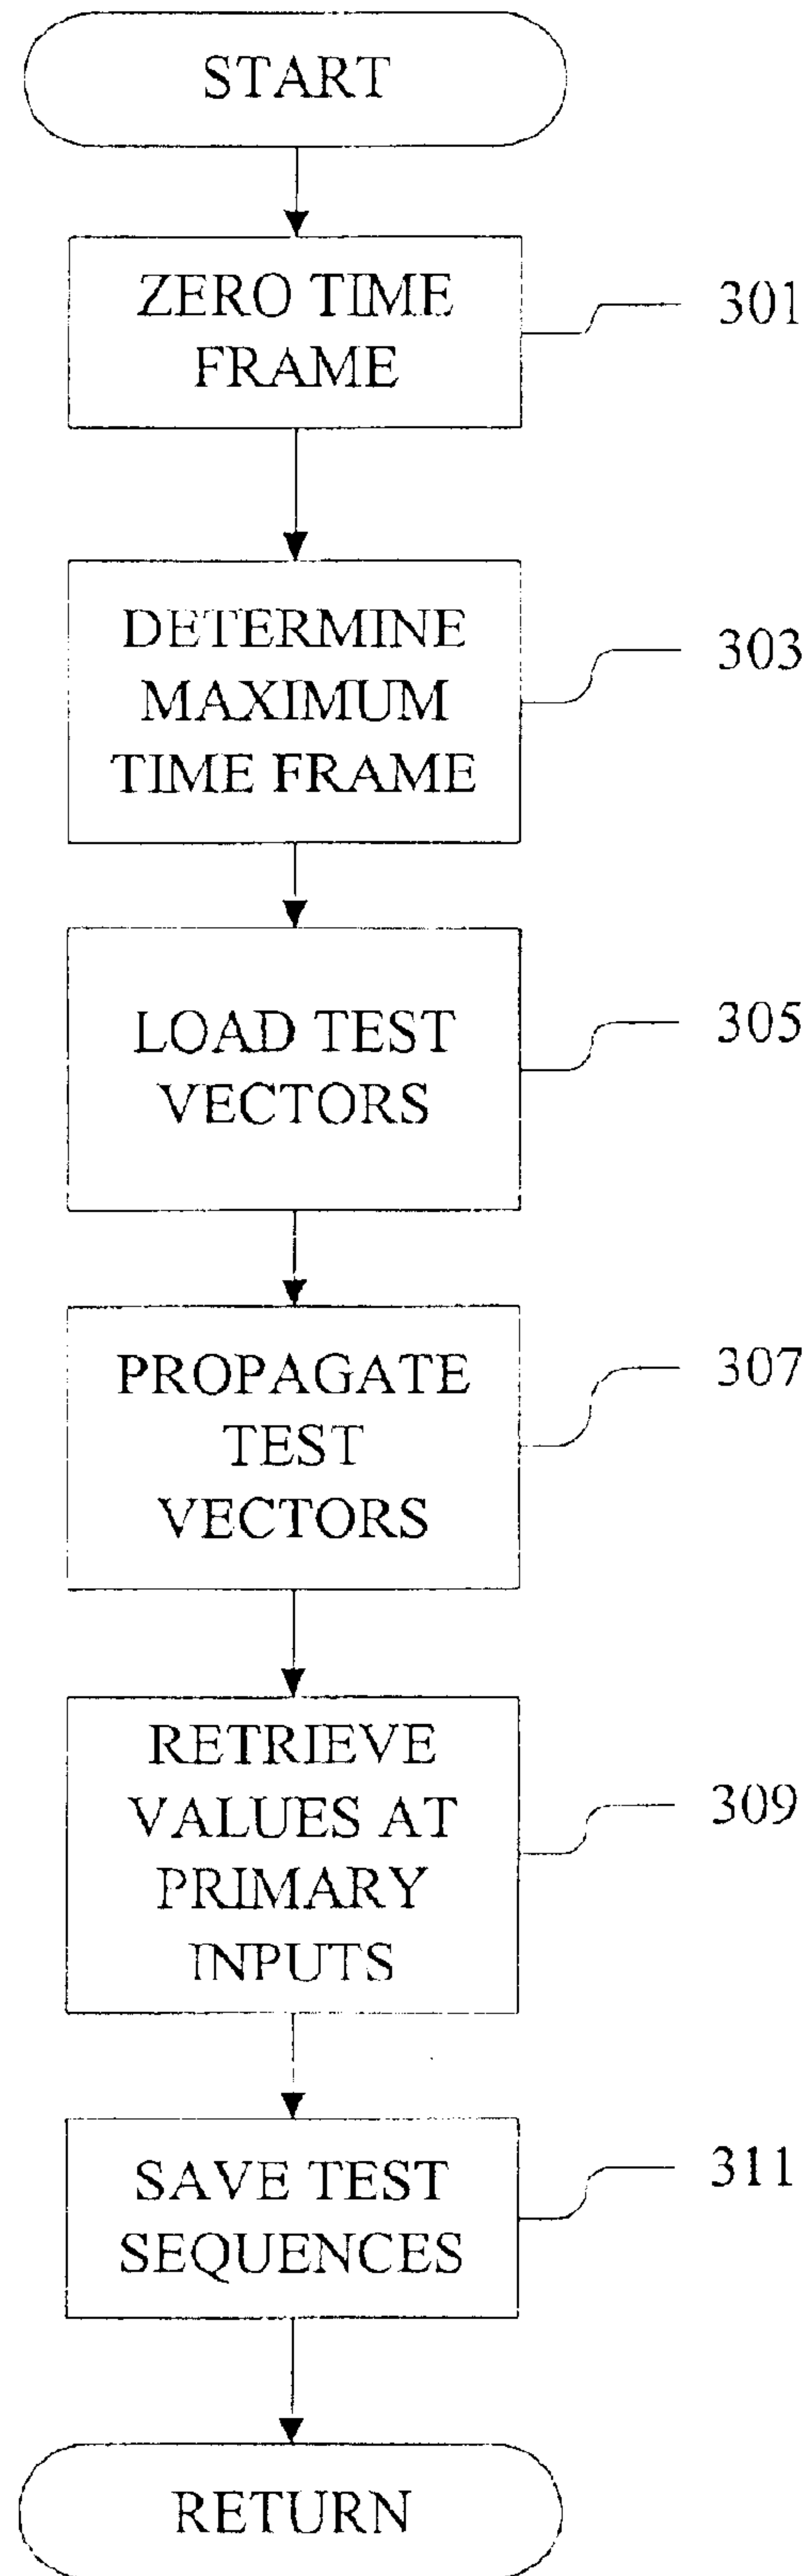 START
ZERO TIME
FRAME
301
DETERMINE
MAXIMUM
TIME FRAME
303
LOAD TEST
VECTORS
305
PROPAGATE
TEST
VECTORS
307
RETRIEVE
VALUES AT
PRIMARY
INPUTS
309
SAVE TEST
SEQUENCES
311
RETURN